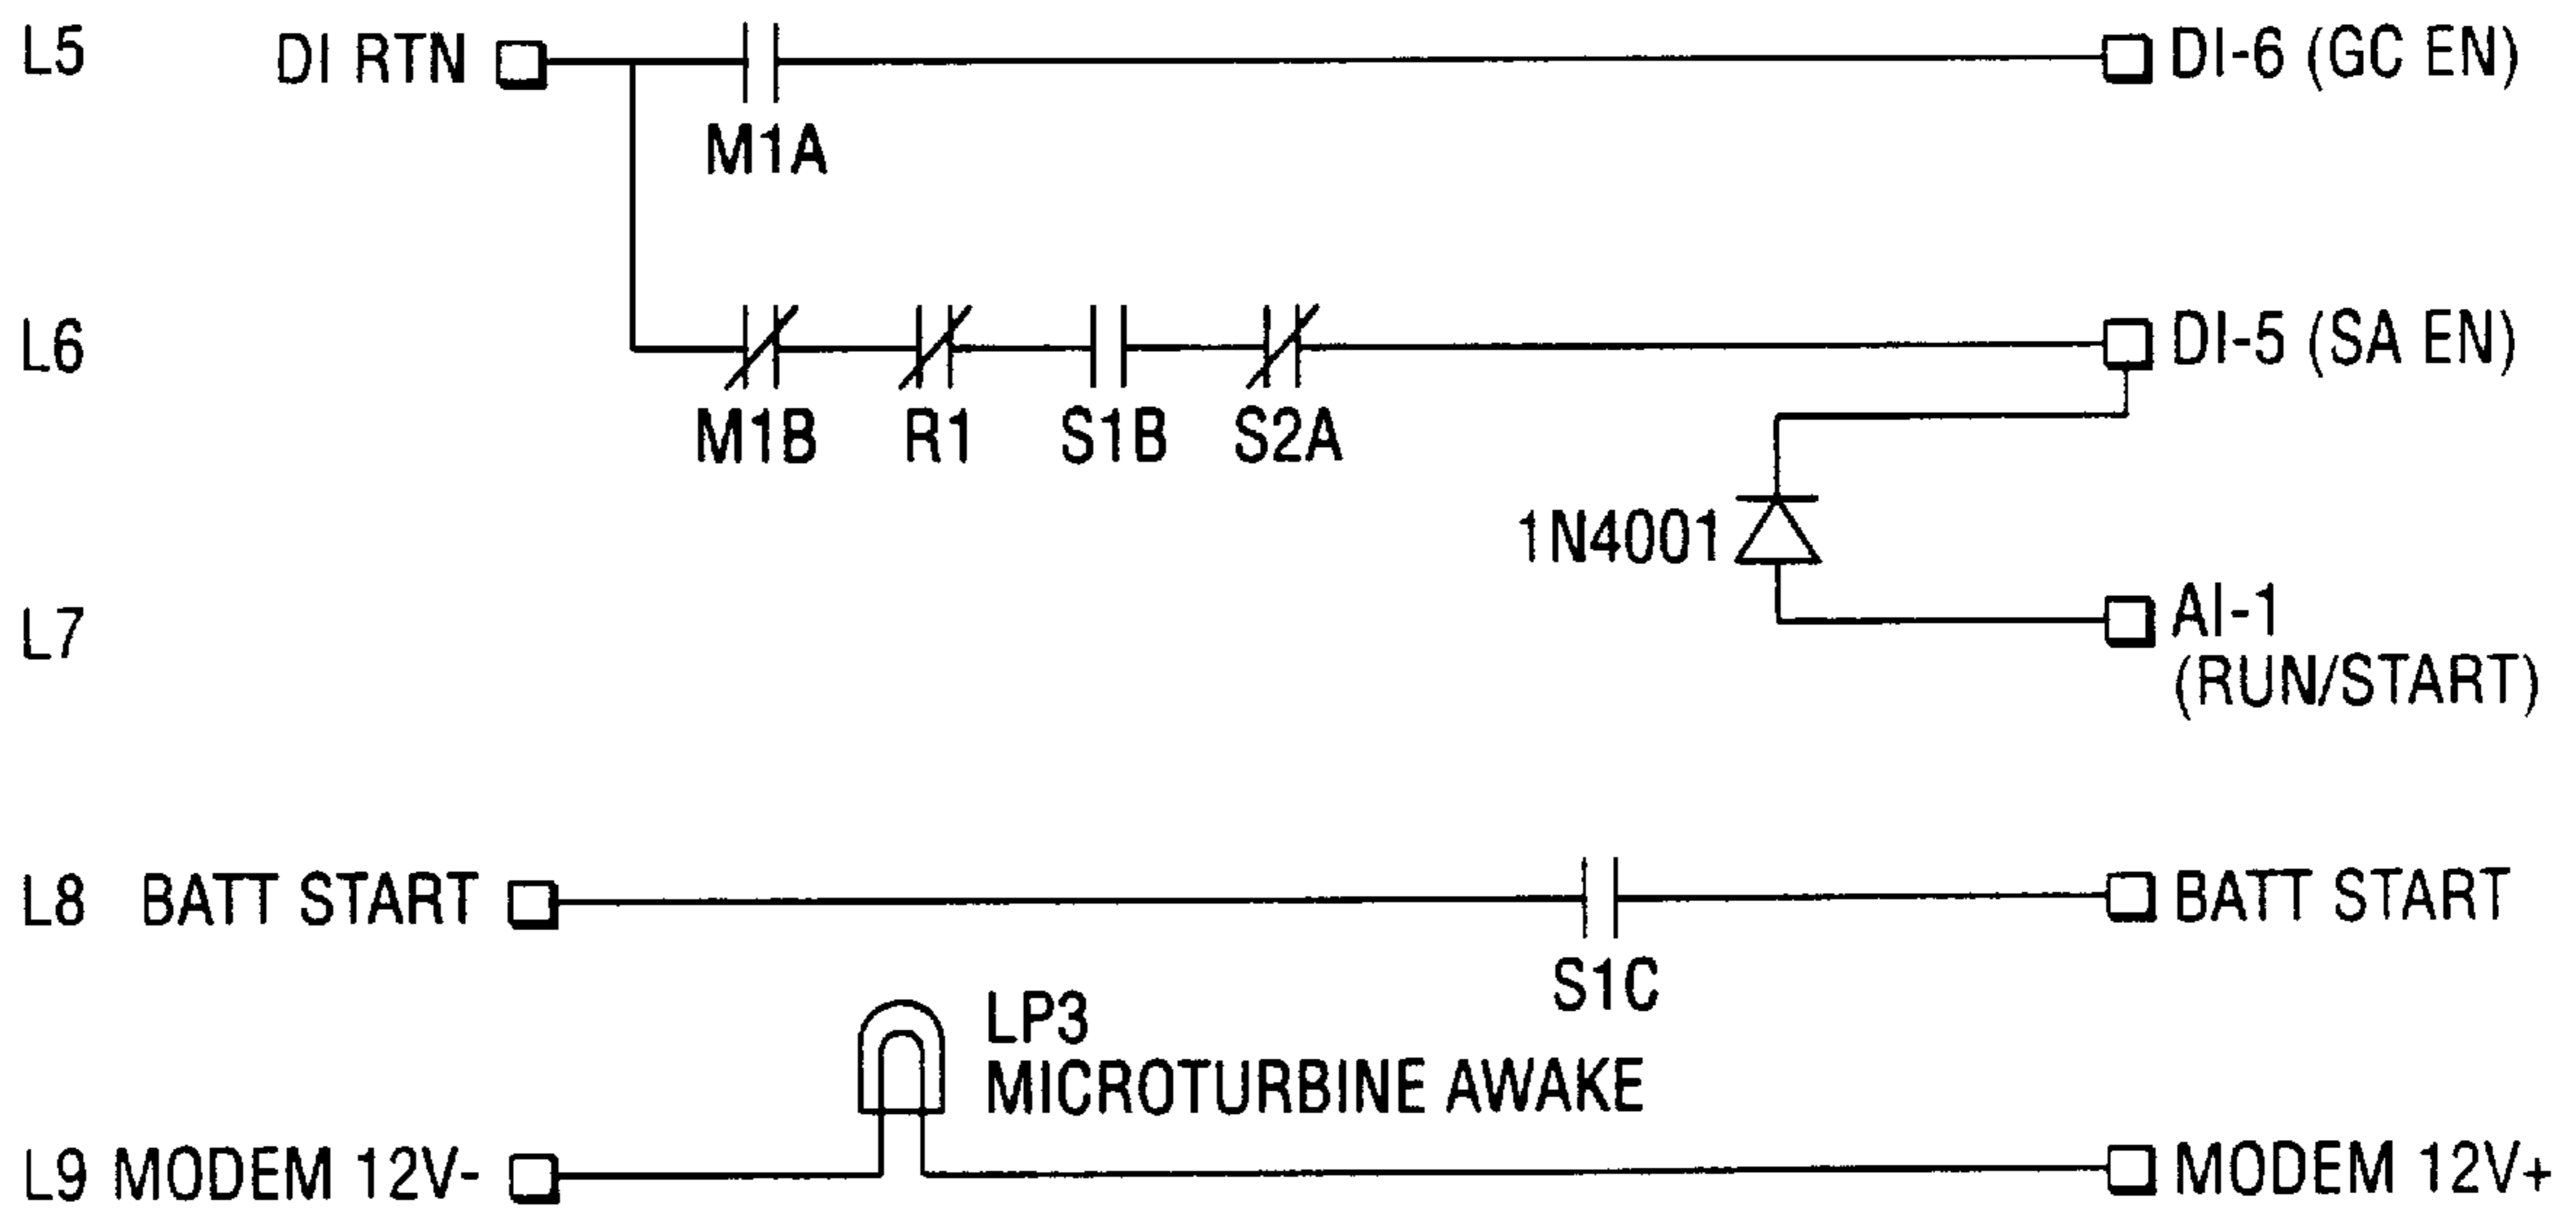 L5 DI RTN DI-6 (GC EN)
M1A
L6 DI-5 (SA EN)
M1B R1 S1B S2A
1N4001
L7 AI-1
(RUN/START)
L8 BATT START BATT START
S1C
LP3
MICROTURBINE AWAKE
L9 MODEM 12V- MODEM 12V+